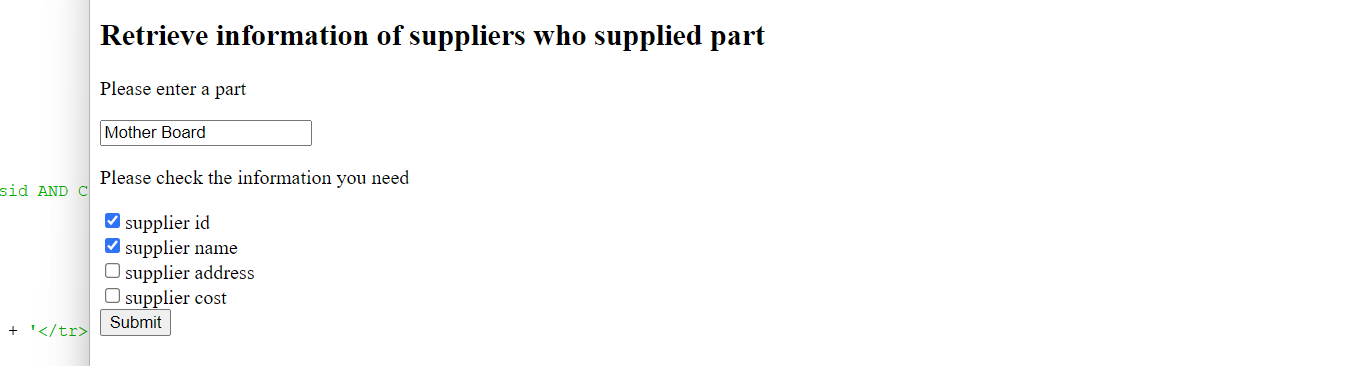 Retrieve information of suppliers who supplied part
Please enter a part
Mother Board
Please check the information you need
sid AND C
supplier id
supplier name
supplier address
supplier cost
Submit
+ '</tr>